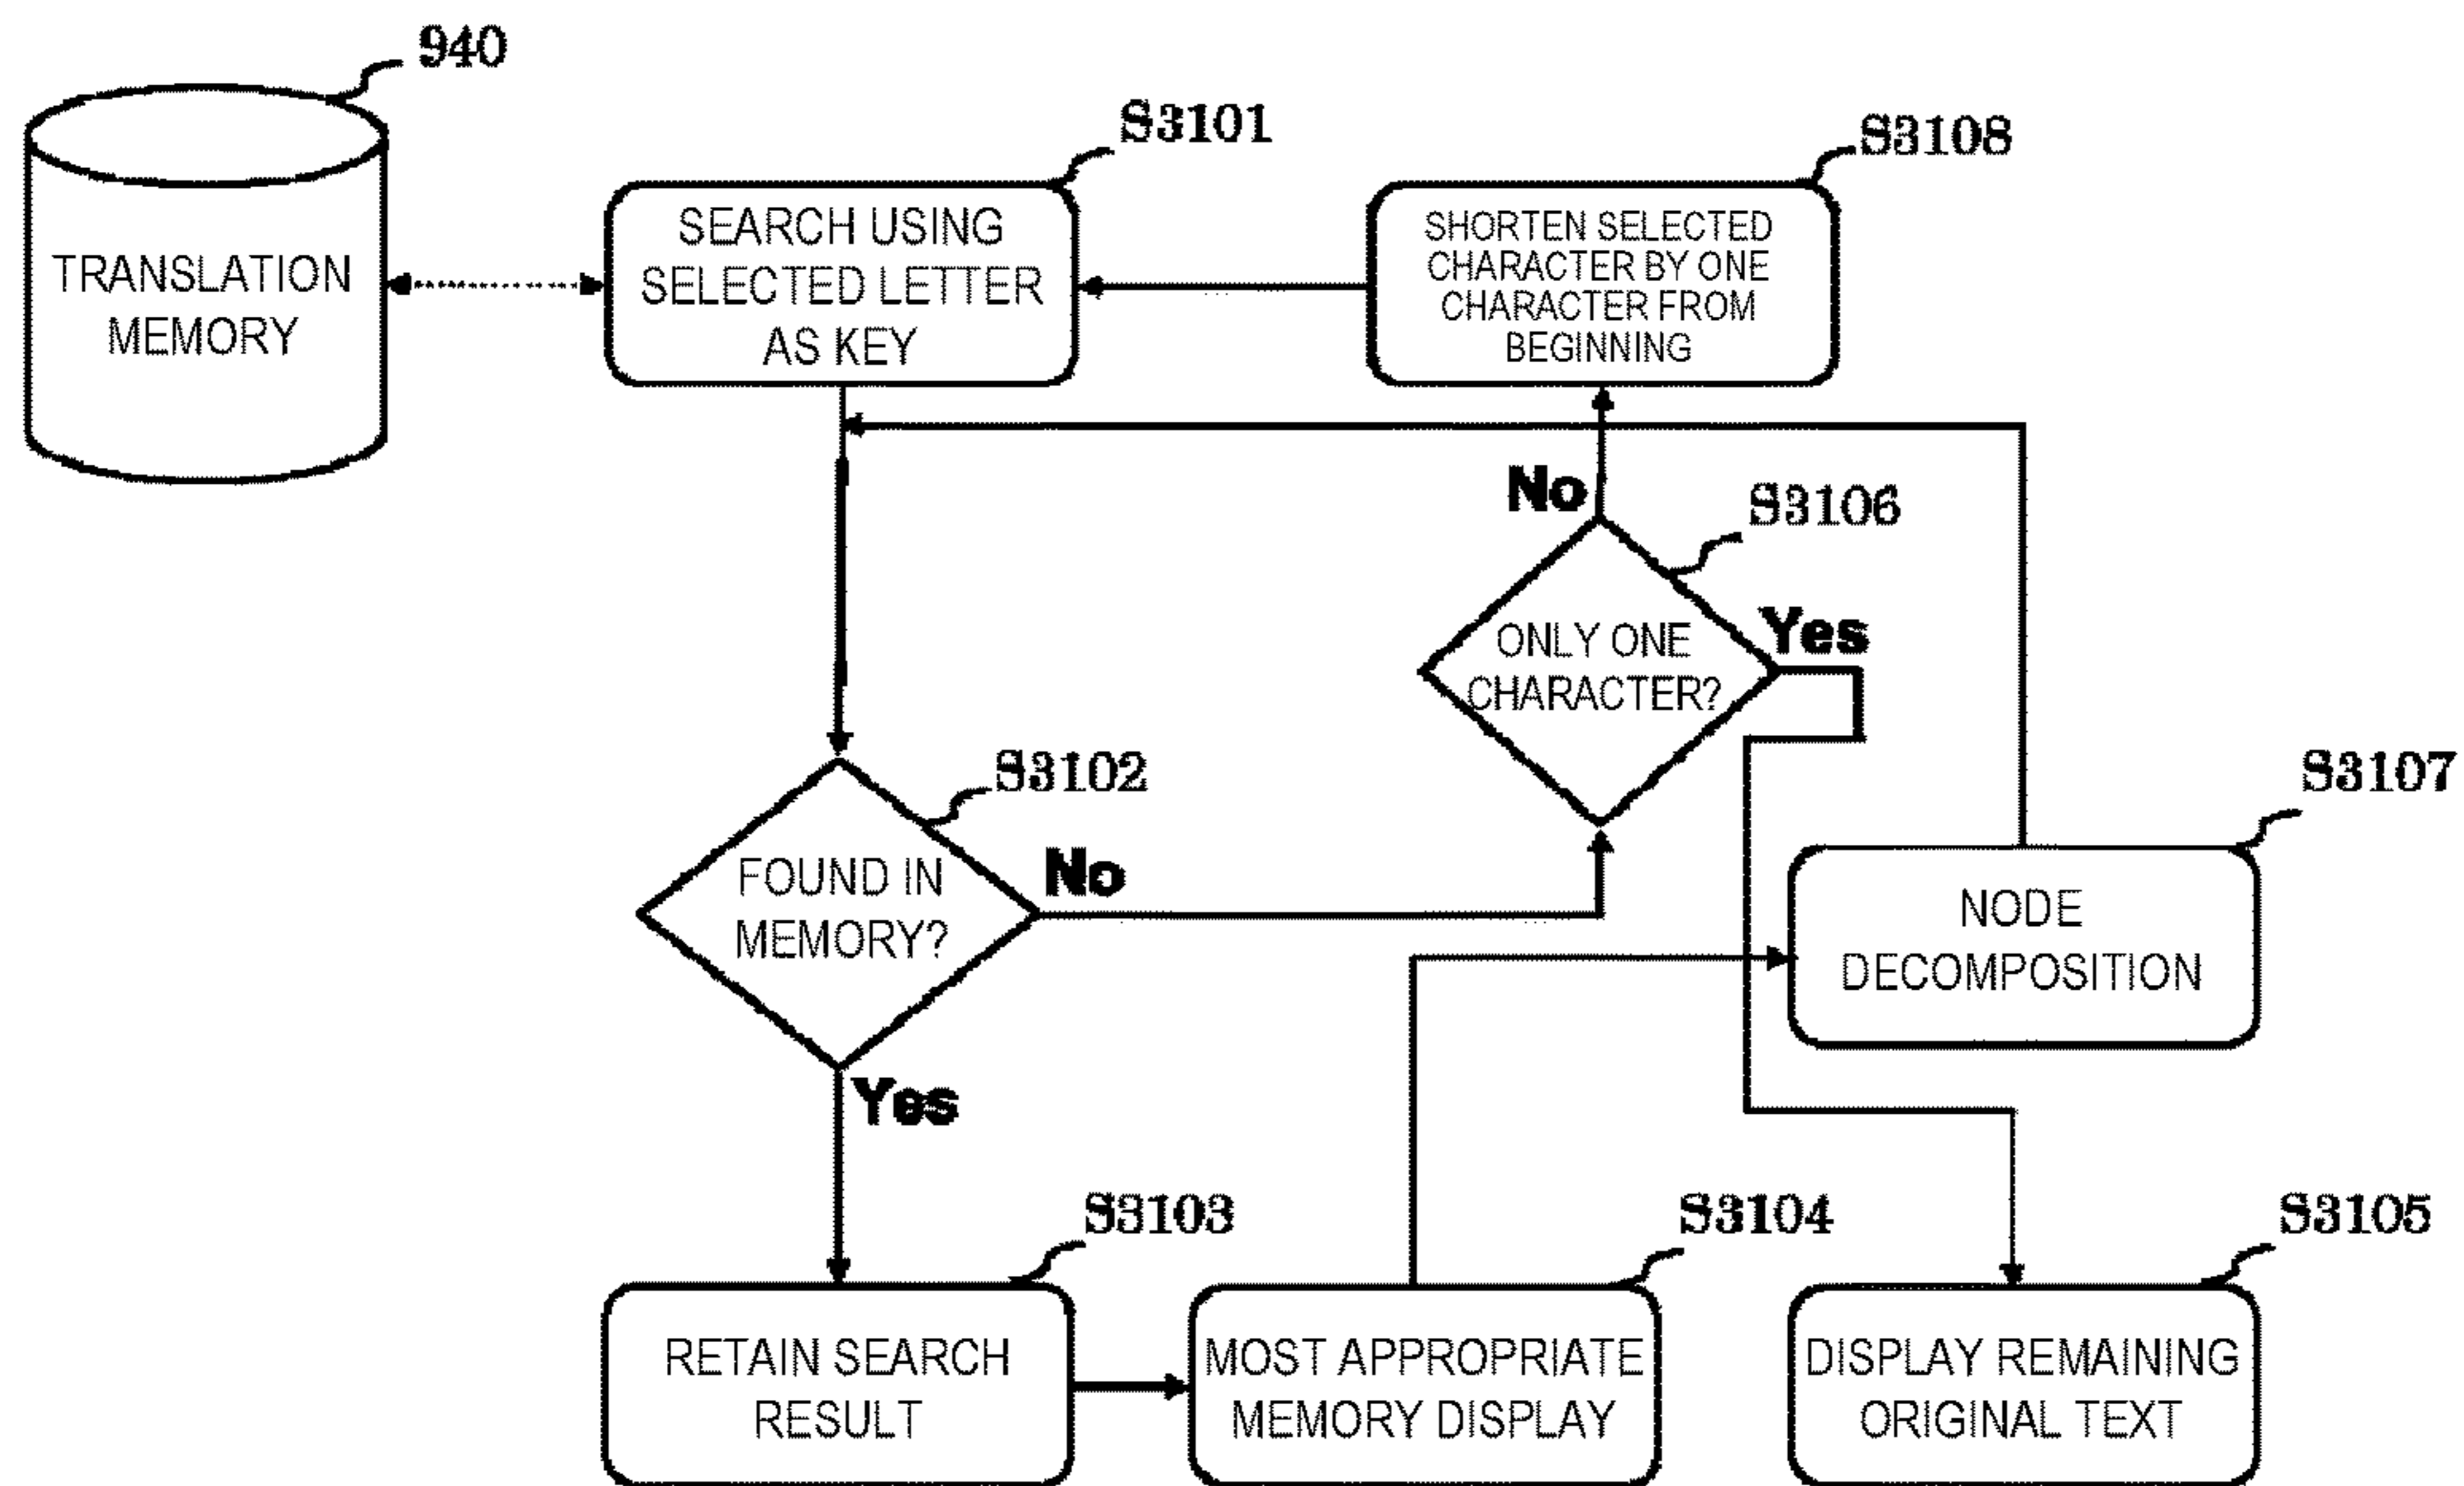 940
TRANSLATION
MEMORY
S3101
SEARCH USING
SELECTED LETTER
AS KEY
S3108
SHORTEN SELECTED
CHARACTER BY ONE
CHARACTER FROM
BEGINNING
No
S3106
ONLY ONE
CHARACTER?
Yes
S3102
FOUND IN
MEMORY?
No
Yes
S3107
NODE
DECOMPOSITION
S3103
RETAIN SEARCH
RESULT
S3104
MOST APPROPRIATE
MEMORY DISPLAY
S3105
DISPLAY REMAINING
ORIGINAL TEXT